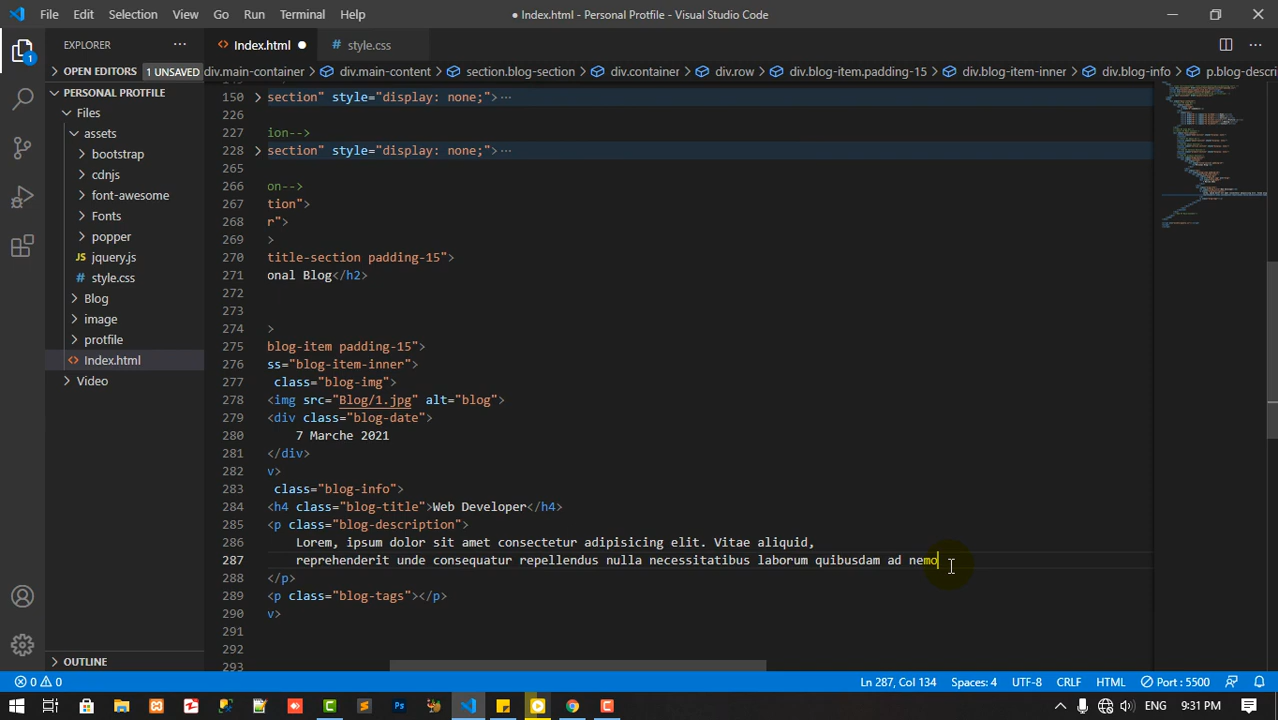 File Edit Selection View Go Run Terminal Help ● Index.html - Personal Protfile - Visual Studio Code
EXPLORER ··· <> Index.html ● # style.css ···
OPEN EDITORS 1 UNSAVED div.main-container > div.main-content > section.blog-section > div.container > div.row > div.blog-item.padding-15 > div.blog-item-inner > div.blog-info > p.blog-descri
PERSONAL PROTFILE
Files
assets
bootstrap
cdnjs
font-awesome
Fonts
popper
JS jquery.js
# style.css
Blog
image
protfile
<> Index.html
Video
OUTLINE
1
150 > section" style="display: none;">···
226
227 ion-->
228 > section" style="display: none;">···
265
266 on-->
267 tion">
268 r">
269 >
270 title-section padding-15">
271 onal Blog</h2>
272
273
274 >
275 blog-item padding-15">
276 ss="blog-item-inner">
277 class="blog-img">
278 <img src="Blog/1.jpg" alt="blog">
279 <div class="blog-date">
280 7 Marche 2021
281 </div>
282 v>
283 class="blog-info">
284 <h4 class="blog-title">Web Developer</h4>
285 <p class="blog-description">
286 Lorem, ipsum dolor sit amet consectetur adipisicing elit. Vitae aliquid,
287 reprehenderit unde consequatur repellendus nulla necessitatibus laborum quibusdam ad nemo
288 </p>
289 <p class="blog-tags"></p>
290 v>
291
292
293
0 0 Ln 287, Col 134 Spaces: 4 UTF-8 CRLF HTML Port : 5500
Ps ENG 9:31 PM